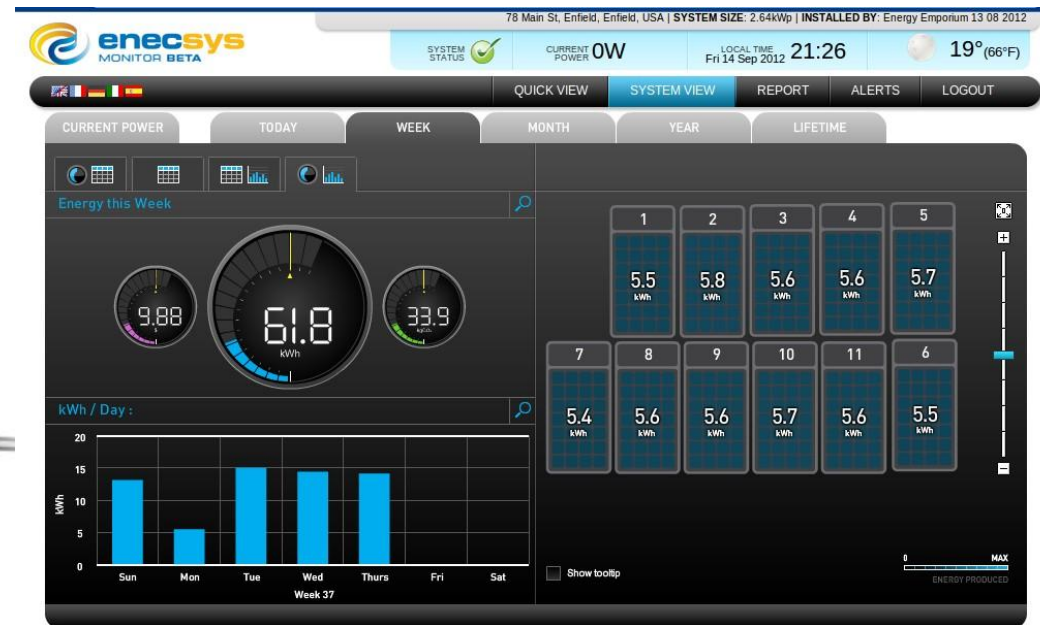 78 Main St, Enfield, Enfield, USA | SYSTEM SIZE: 2.64kWp | INSTALLED BY: Energy Emporium 13 08 2012
enecsys
MONITOR BETA
SYSTEM STATUS
CURRENT POWER 0W
LOCAL TIME
Fri 14 Sep 2012 21:26
19° (66°F)
QUICK VIEW SYSTEM VIEW REPORT ALERTS LOGOUT
CURRENT POWER TODAY WEEK MONTH YEAR LIFETIME
Energy this Week
9.88
$
61.8
kWh
33.9
kgCo₂
kWh / Day :
20
15
10
5
0
kWh
Sun Mon Tue Wed Thurs Fri Sat
Week 37
1 2 3 4 5
5.5 5.8 5.6 5.6 5.7
kWh kWh kWh kWh kWh
7 8 9 10 11 6
5.4 5.6 5.6 5.7 5.6 5.5
kWh kWh kWh kWh kWh kWh
+
-
Show tooltip
0 MAX
ENERGY PRODUCED